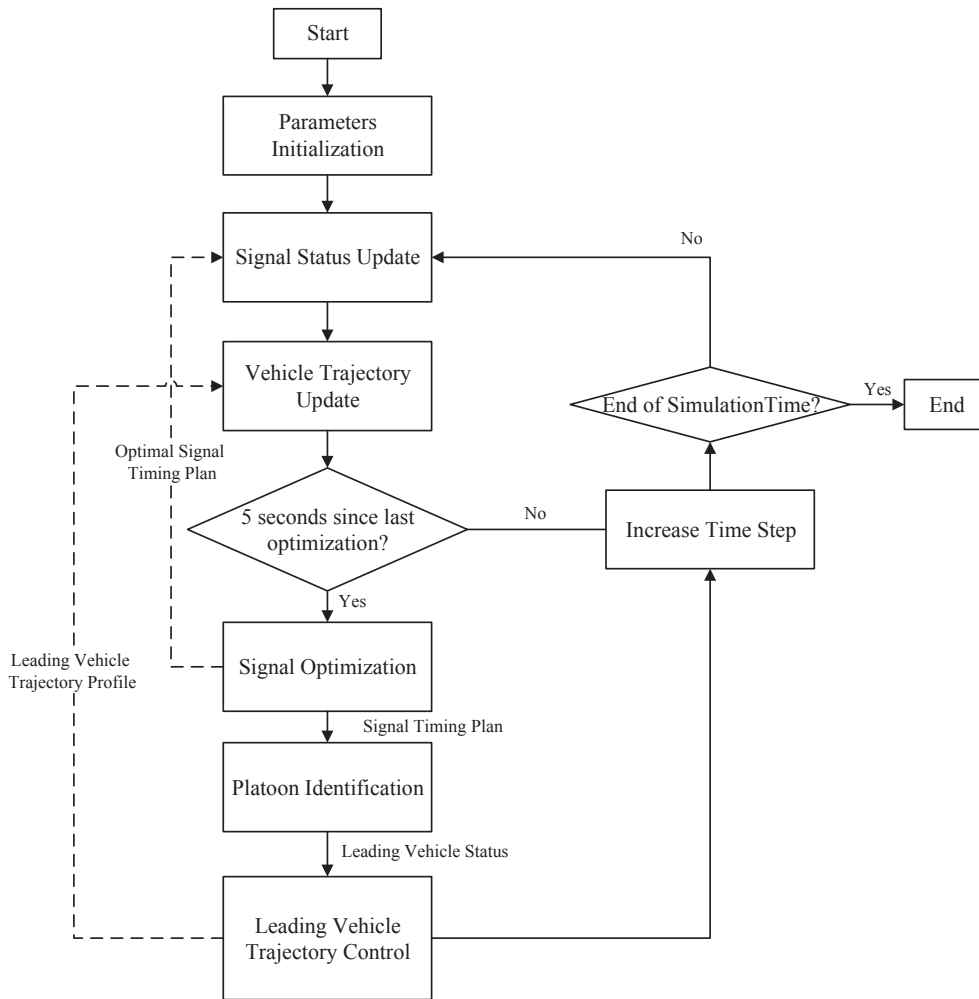 Start
Parameters
Initialization
Signal Status Update
No
Vehicle Trajectory
Update
End of SimulationTime?
Yes
End
Optimal Signal
Timing Plan
5 seconds since last
optimization?
No
Increase Time Step
Yes
Signal Optimization
Leading Vehicle
Trajectory Profile
Signal Timing Plan
Platoon Identification
Leading Vehicle Status
Leading Vehicle
Trajectory Control